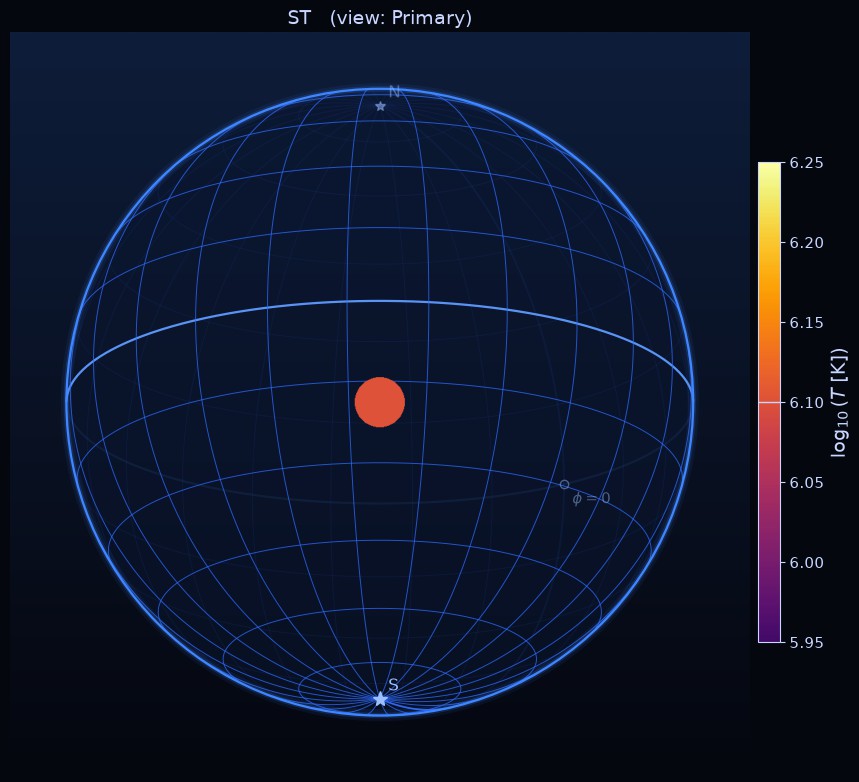 ST (view: Primary)
N
ϕ = 0
S
6.25
6.20
6.15
6.10
6.05
6.00
5.95
log₁₀(T [K])